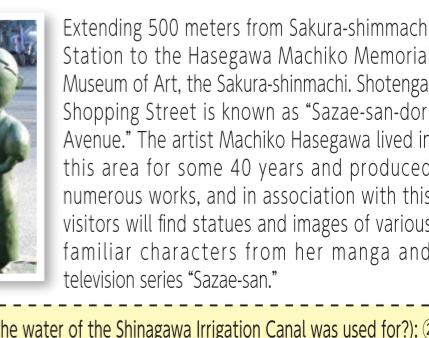 Extending 500 meters from Sakura-shimmach
Station to the Hasegawa Machiko Memoria
Museum of Art, the Sakura-shinmachi. Shotenga
Shopping Street is known as “Sazae-san-dor
Avenue.” The artist Machiko Hasegawa lived in
this area for some 40 years and produced
numerous works, and in association with this
visitors will find statues and images of various
familiar characters from her manga and
television series “Sazae-san.”
he water of the Shinagawa Irrigation Canal was used for?): ②